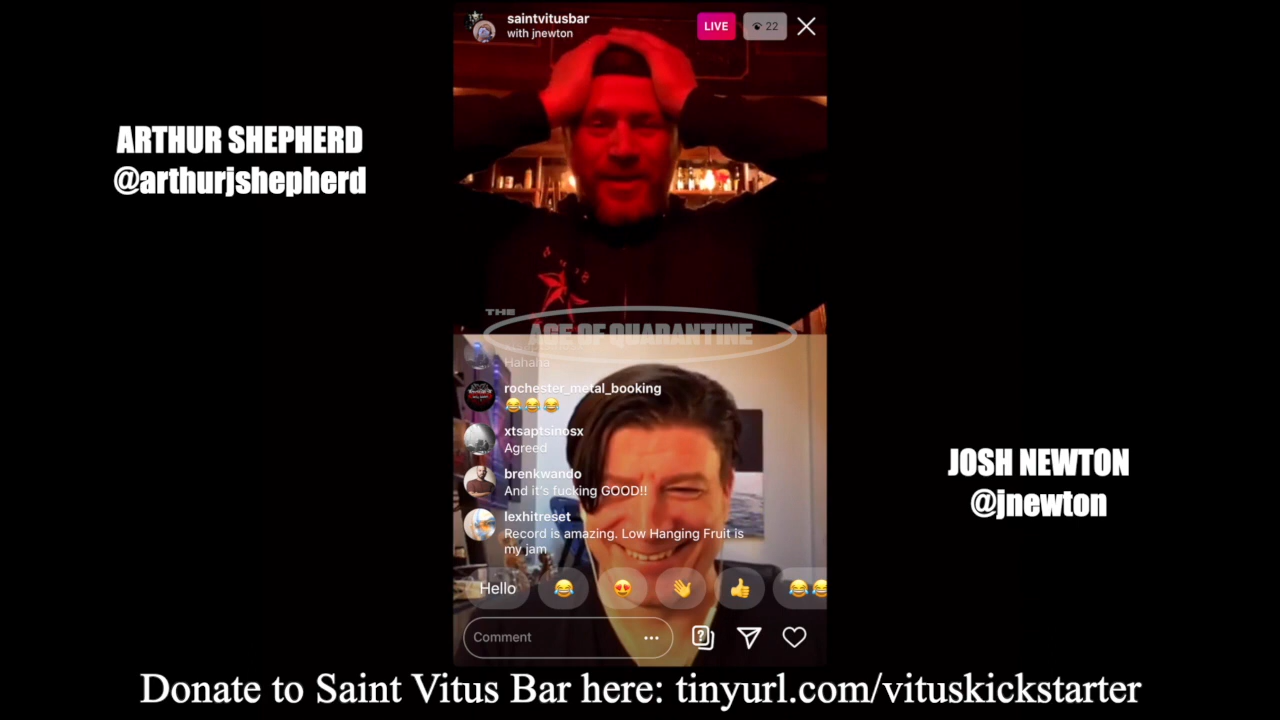 saintvitusbar
with jnewton
LIVE
22
ARTHUR SHEPHERD
@arthurjshepherd
THE
AGE OF QUARANTINE
Hahaha
rochester_metal_booking
😂😂😂
xtsaptsinosx
Agreed
brenkwando
And it's fucking GOOD!!
lexhitreset
Record is amazing. Low Hanging Fruit is
my jam
JOSH NEWTON
@jnewton
Hello
Comment
Donate to Saint Vitus Bar here: tinyurl.com/vituskickstarter